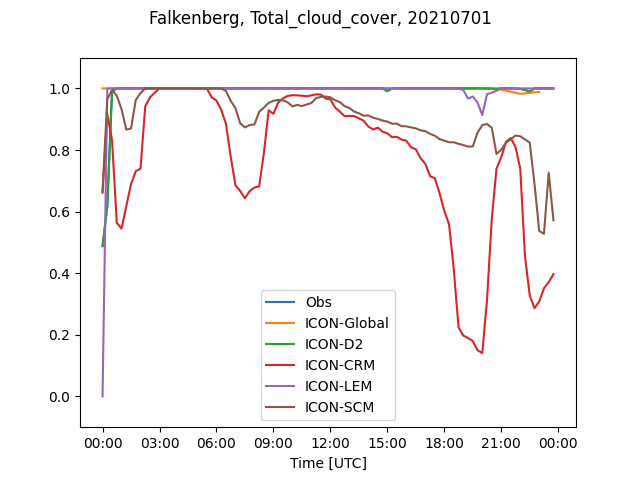 Falkenberg, Total_cloud_cover, 20210701
1.0
0.8
0.6
0.4
0.2
0.0
Obs
ICON-Global
ICON-D2
ICON-CRM
ICON-LEM
ICON-SCM
00:00 03:00 06:00 09:00 12:00 15:00 18:00 21:00 00:00
Time [UTC]